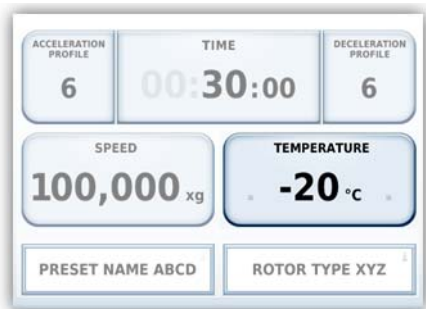 ACCELERATION
PROFILE
6
TIME
00:30:00
DECELERATION
PROFILE
6
SPEED
100,000 xg
TEMPERATURE
-20 °C
PRESET NAME ABCD
ROTOR TYPE XYZ